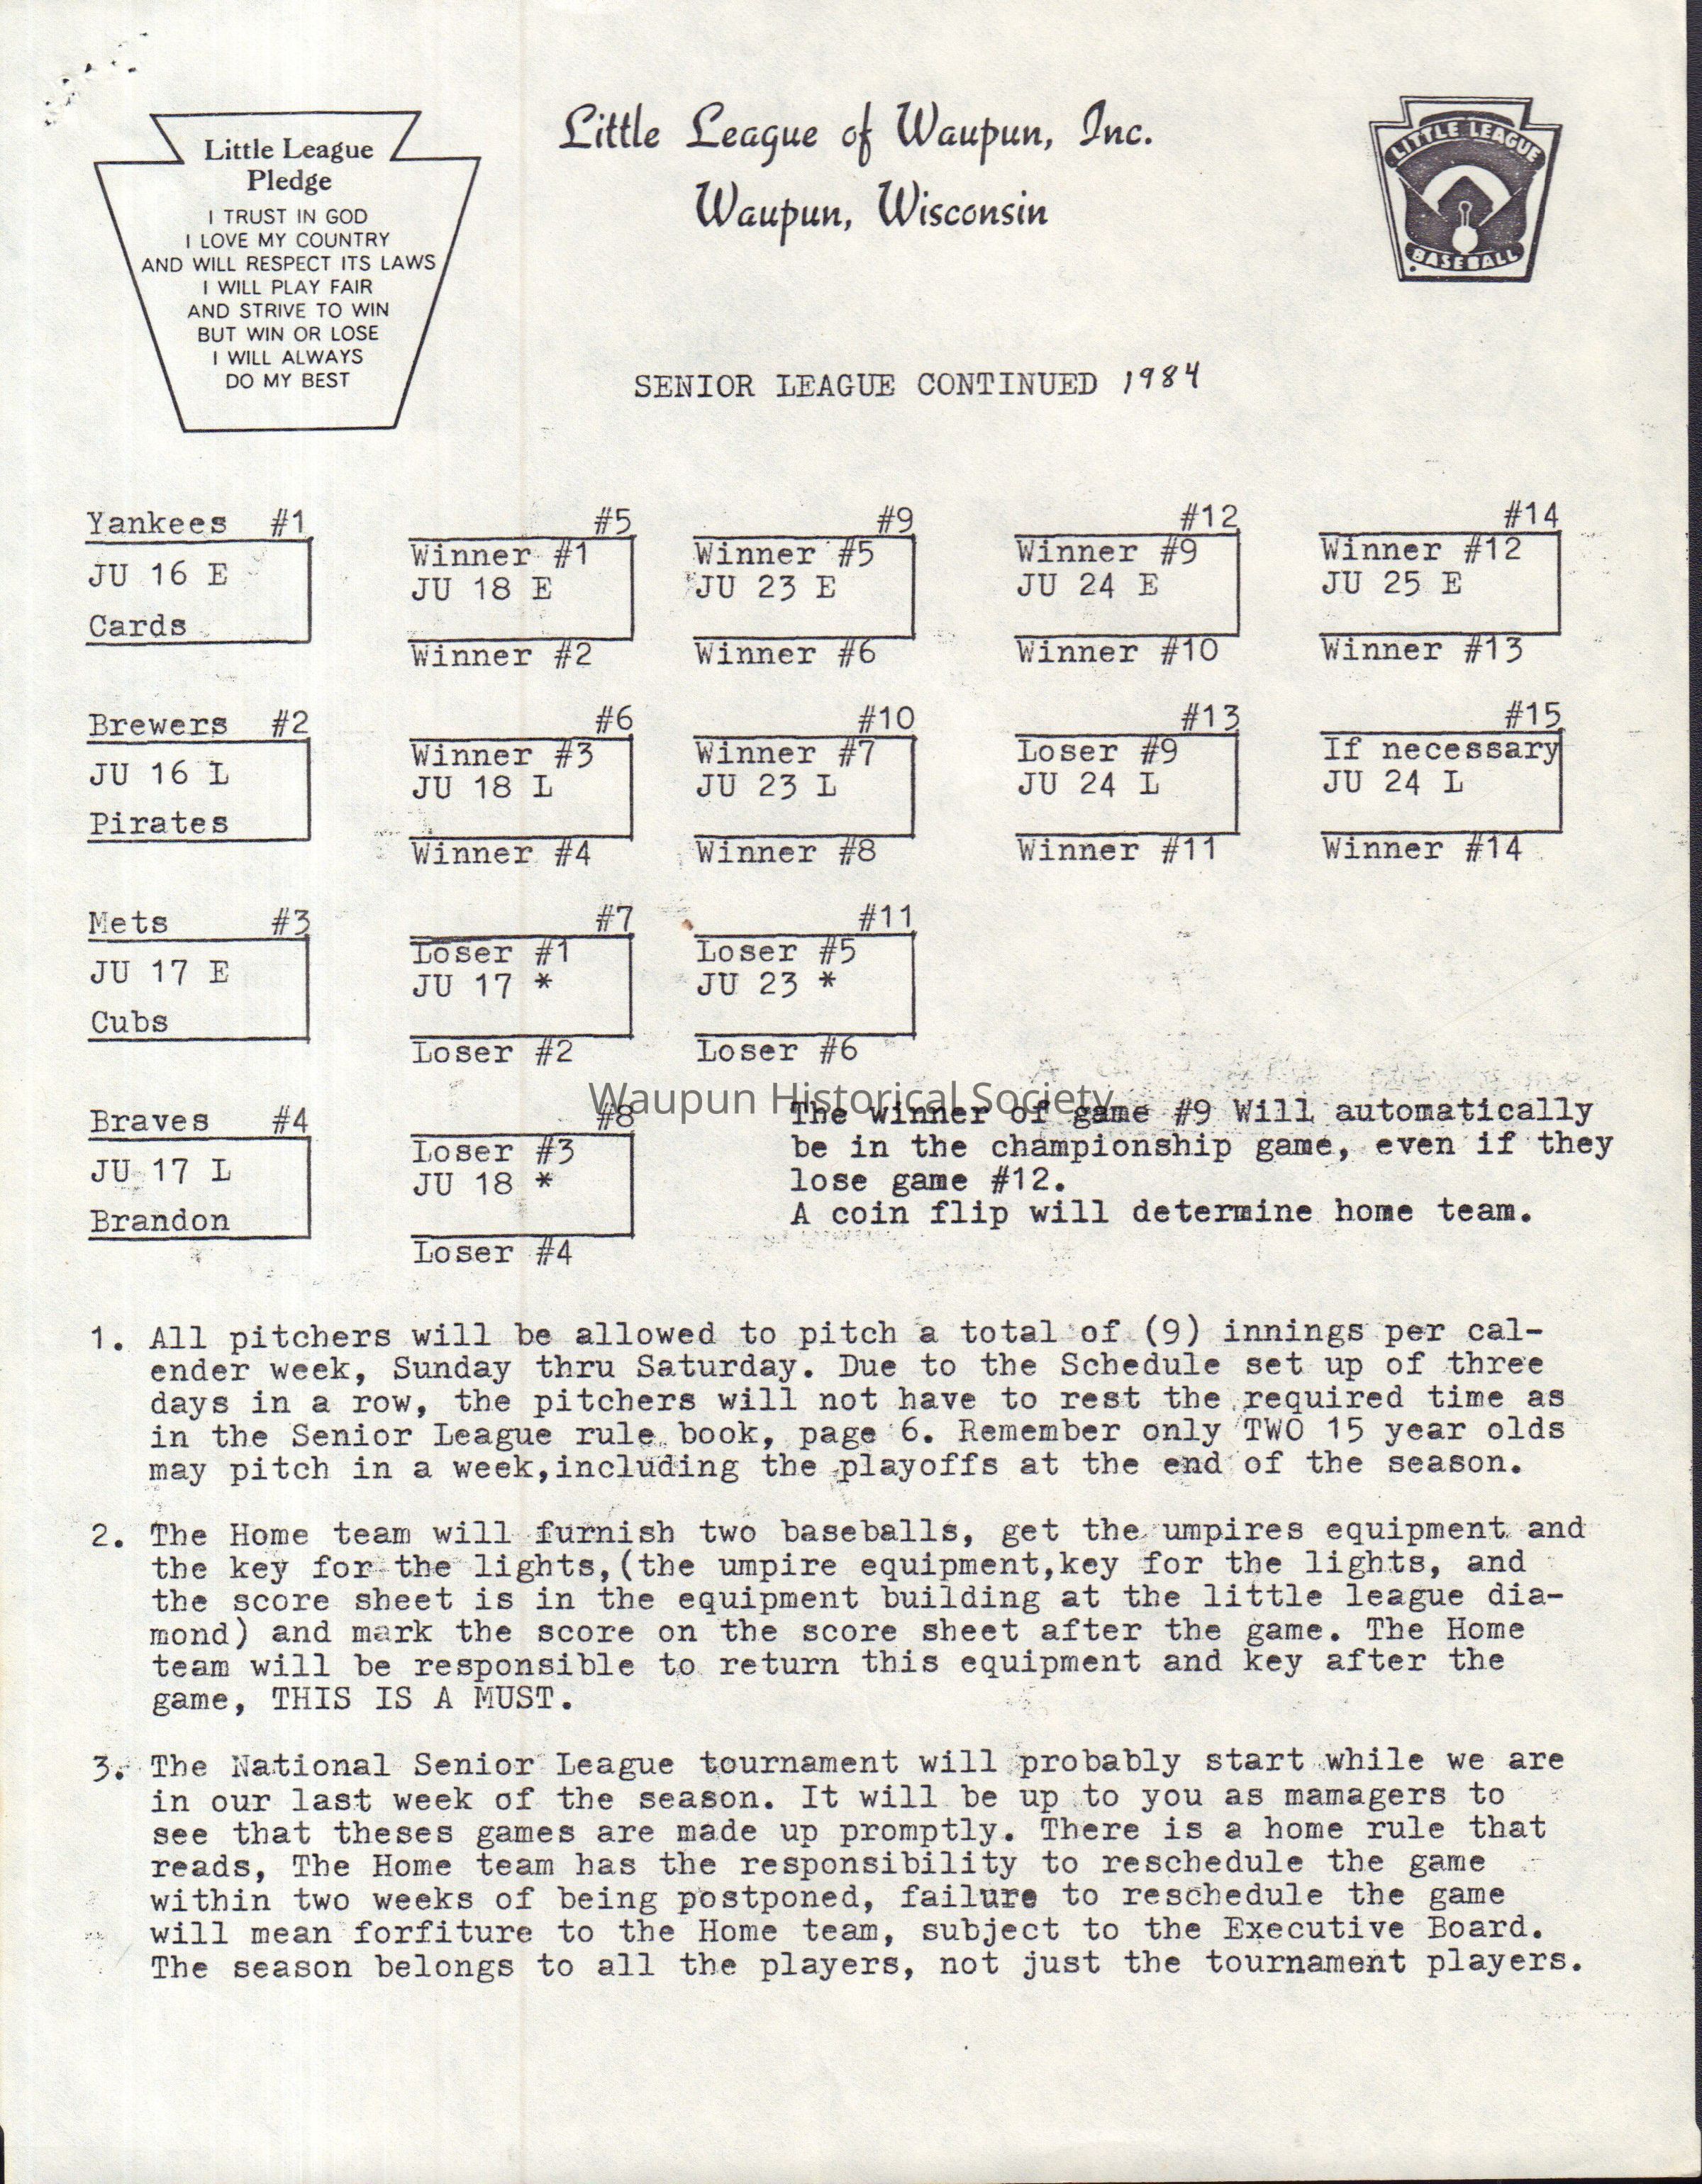 Little League
Pledge
I TRUST IN GOD
I LOVE MY COUNTRY
AND WILL RESPECT ITS LAWS
I WILL PLAY FAIR
AND STRIVE TO WIN
BUT WIN OR LOSE
I WILL ALWAYS
DO MY BEST
Little League of Waupun, Inc.
Waupun, Wisconsin
LITTLE LEAGUE
BASEBALL
SENIOR LEAGUE CONTINUED 1984
Yankees #1
JU 16 E
Cards
Brewers #2
JU 16 L
Pirates
Mets #3
JU 17 E
Cubs
Braves #4
JU 17 L
Brandon
#5
Winner #1
JU 18 E
Winner #2
#6
Winner #3
JU 18 L
Winner #4
#7
Loser #1
JU 17 *
Loser #2
#8
Loser #3
JU 18 *
Loser #4
#9
Winner #5
JU 23 E
Winner #6
#10
Winner #7
JU 23 L
Winner #8
#11
Loser #5
JU 23 *
Loser #6
#12
Winner #9
JU 24 E
Winner #10
#13
Loser #9
JU 24 L
Winner #11
#14
Winner #12
JU 25 E
Winner #13
#15
If necessary
JU 24 L
Winner #14
Waupun Historical Society
The winner of game #9 Will automatically
be in the championship game, even if they
lose game #12.
A coin flip will determine home team.
1. All pitchers will be allowed to pitch a total of (9) innings per cal-
ender week, Sunday thru Saturday. Due to the Schedule set up of three
days in a row, the pitchers will not have to rest the required time as
in the Senior League rule book, page 6. Remember only TWO 15 year olds
may pitch in a week,including the playoffs at the end of the season.
2. The Home team will furnish two baseballs, get the umpires equipment and
the key for the lights,(the umpire equipment,key for the lights, and
the score sheet is in the equipment building at the little league dia-
mond) and mark the score on the score sheet after the game. The Home
team will be responsible to return this equipment and key after the
game, THIS IS A MUST.
3. The National Senior League tournament will probably start while we are
in our last week of the season. It will be up to you as mamagers to
see that theses games are made up promptly. There is a home rule that
reads, The Home team has the responsibility to reschedule the game
within two weeks of being postponed, failure to reschedule the game
will mean forfiture to the Home team, subject to the Executive Board.
The season belongs to all the players, not just the tournament players.